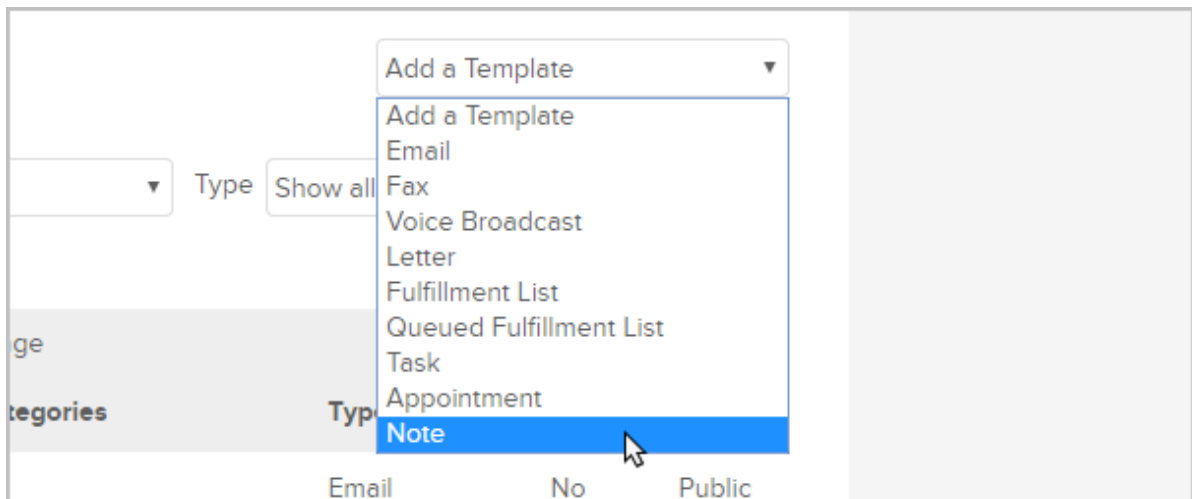 Add a Template
Add a Template
Email
Type Show all Fax
Voice Broadcast
Letter
Fulfillment List
Queued Fulfillment List
ge Task
Appointment
tegories Typ
Note
Email No Public